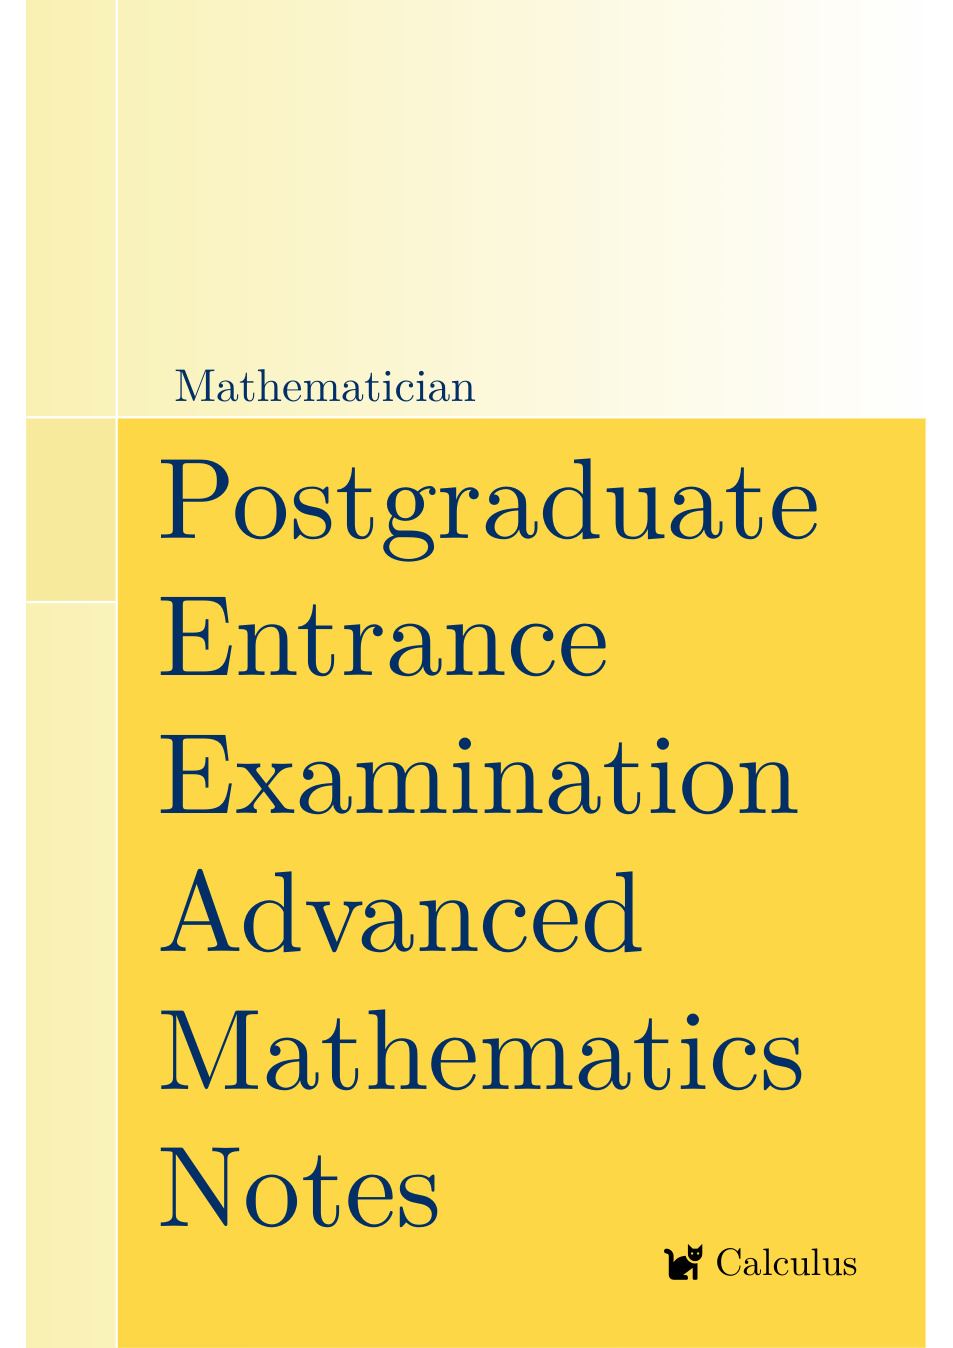 Mathematician
Postgraduate
Entrance
Examination
Advanced
Mathematics
Notes
Calculus